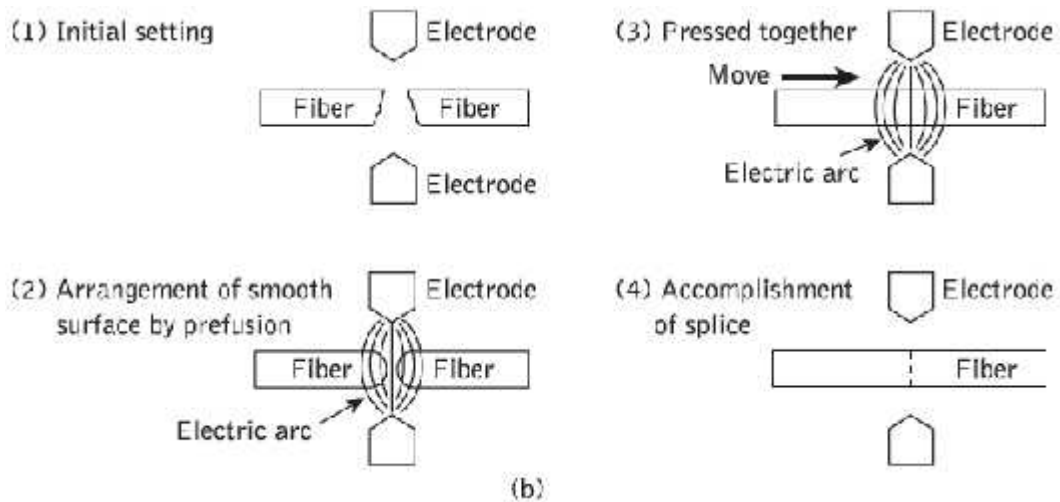 (1) Initial setting
Electrode
Fiber
Fiber
Electrode
(2) Arrangement of smooth
surface by prefusion
Electrode
Fiber
Fiber
Electric arc
(3) Pressed together
Electrode
Move
Fiber
Electric arc
(4) Accomplishment
of splice
Electrode
Fiber
(b)